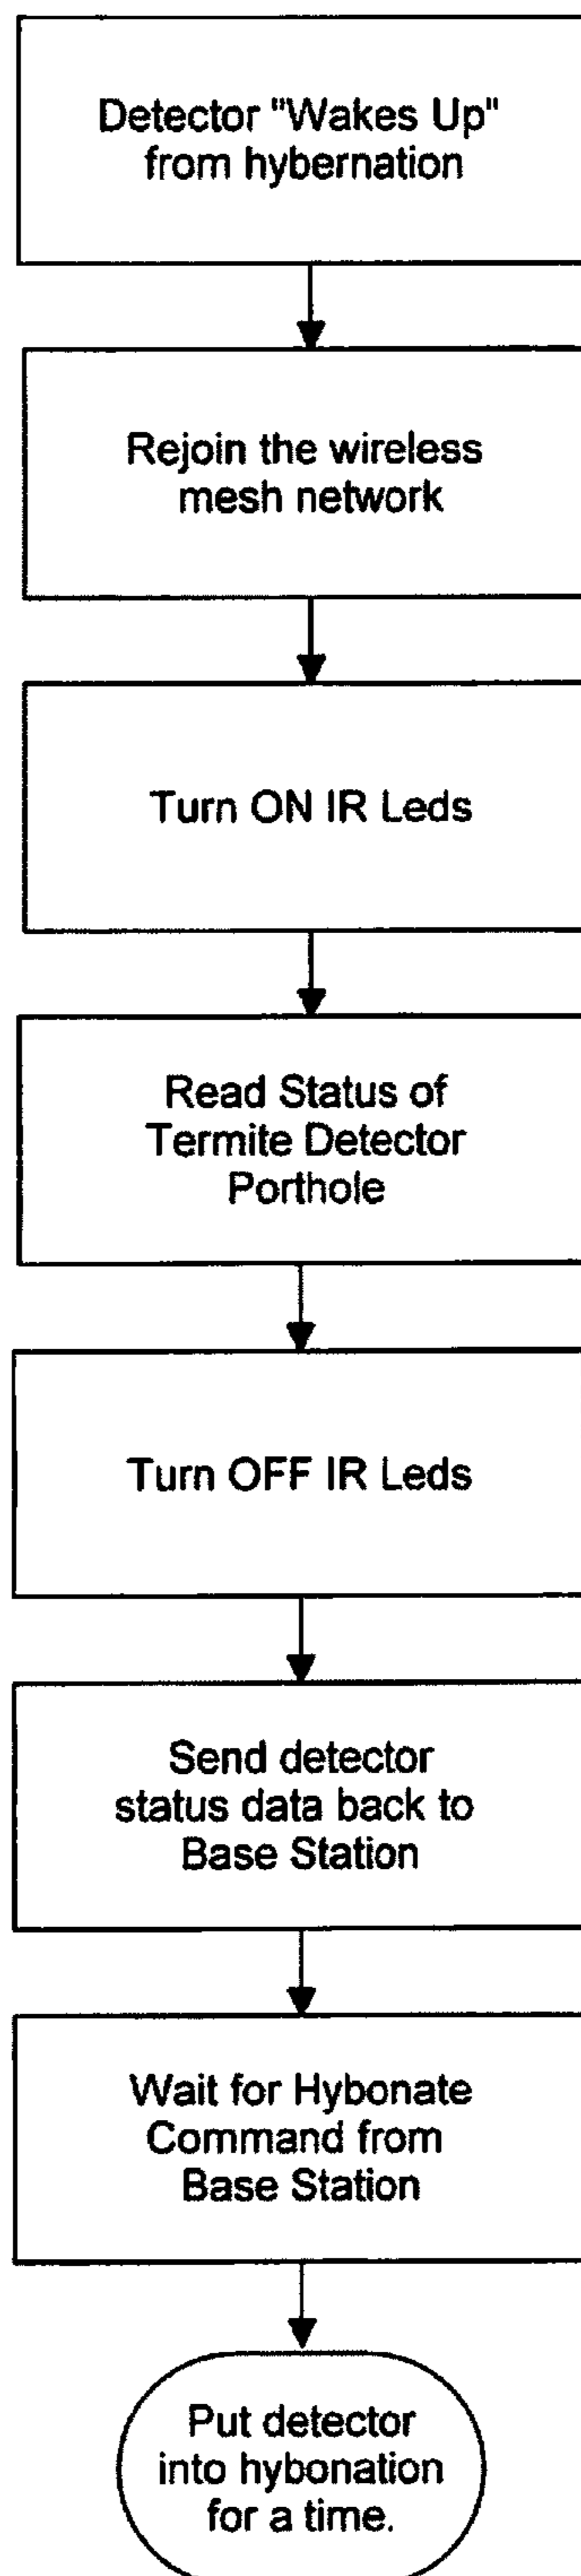 Detector "Wakes Up"
from hybernation
Rejoin the wireless
mesh network
Turn ON IR Leds
Read Status of
Termite Detector
Porthole
Turn OFF IR Leds
Send detector
status data back to
Base Station
Wait for Hybonate
Command from
Base Station
Put detector
into hybonation
for a time.